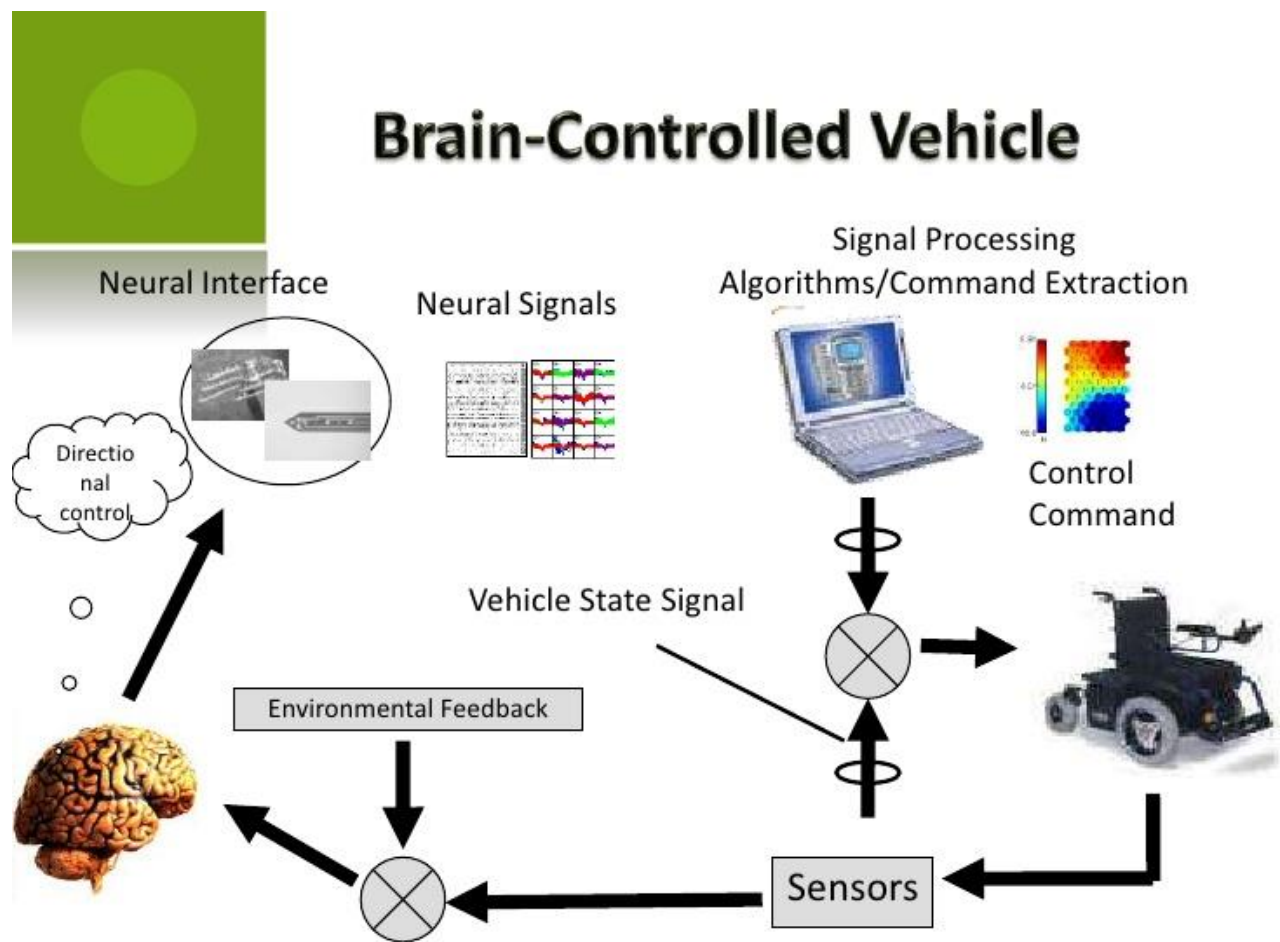 Brain-Controlled Vehicle
Signal Processing
Algorithms/Command Extraction
Neural Interface
Neural Signals
Directio
nal
control
Control
Command
Vehicle State Signal
Environmental Feedback
Sensors